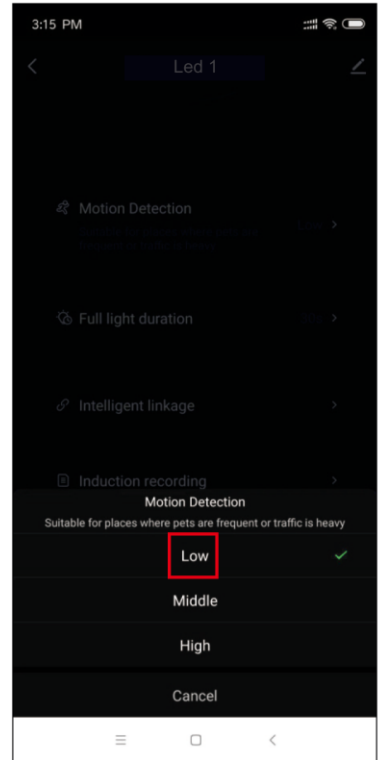 3:15 PM
Led 1
Motion Detection
Full light duration
Intelligent linkage
Induction recording
Motion Detection
Suitable for places where pets are frequent or traffic is heavy
Low
Middle
High
Cancel